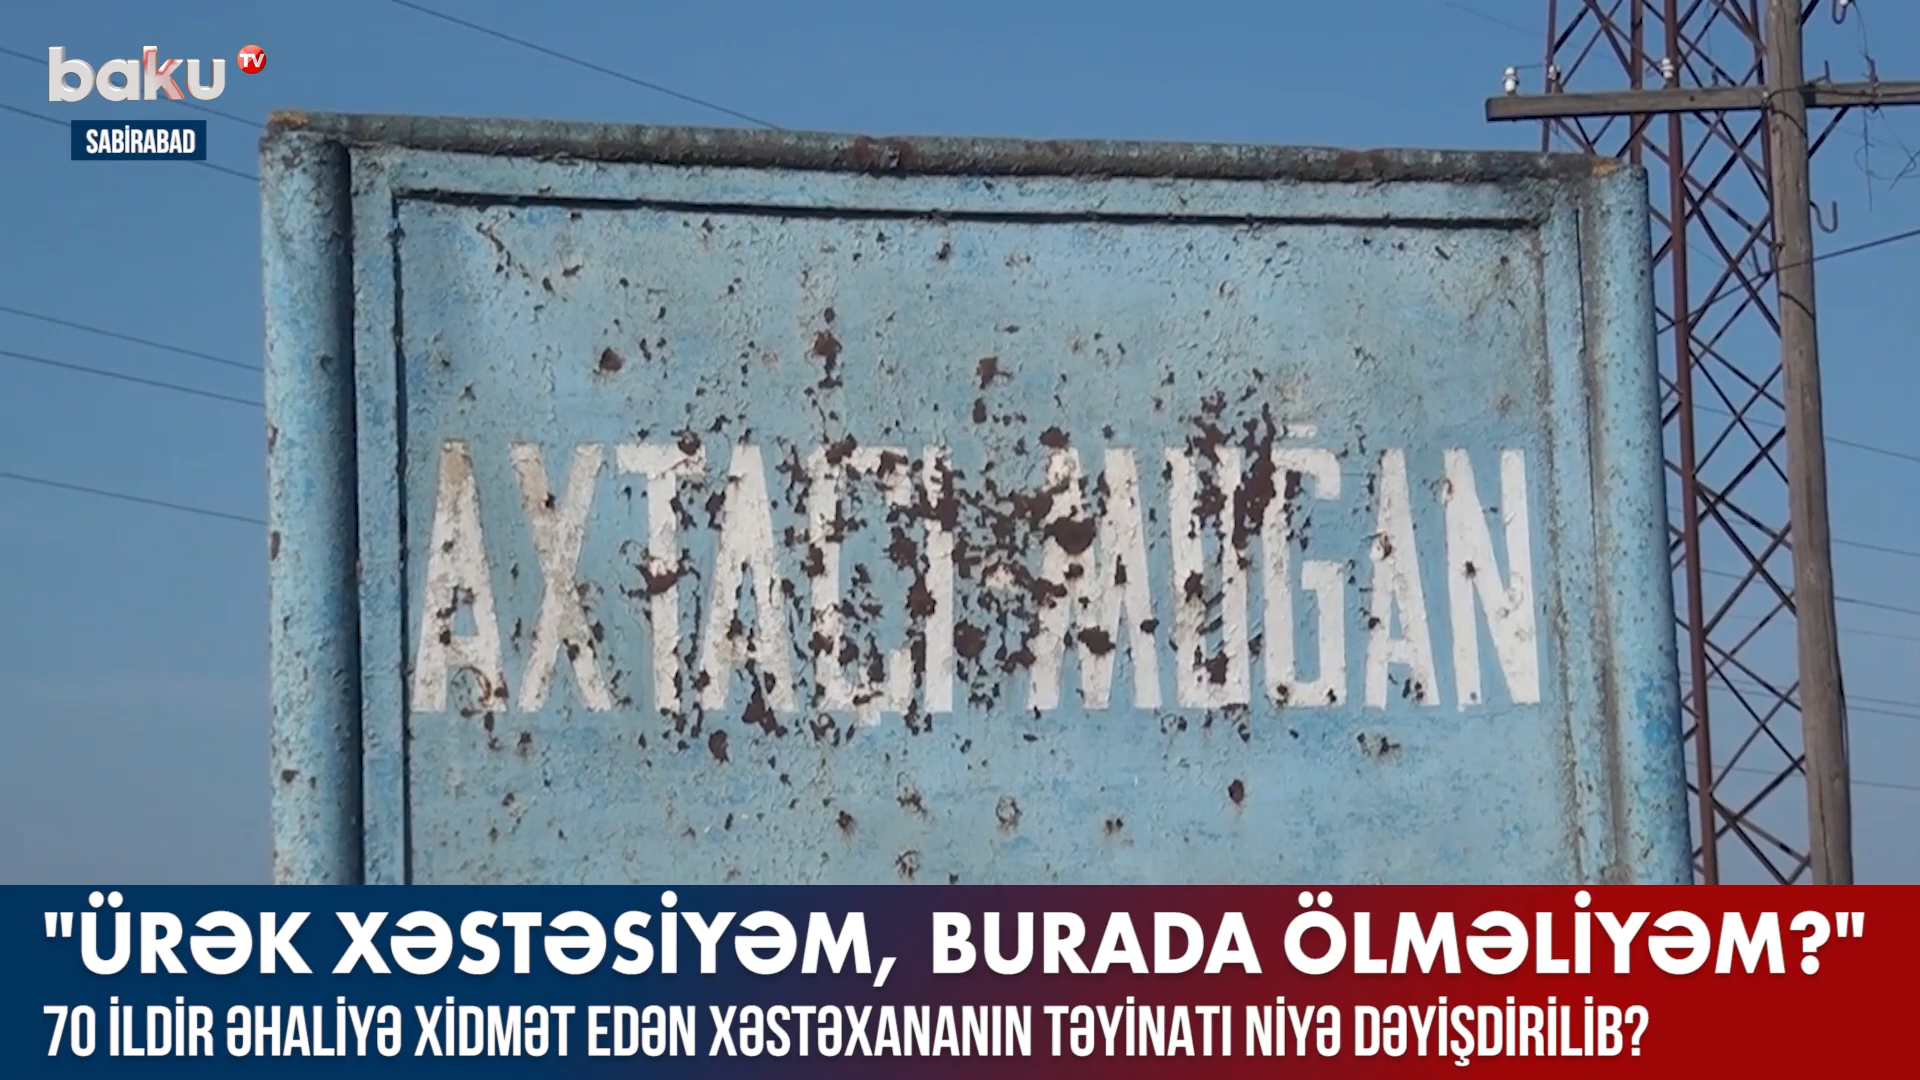 baku TV
SABİRABAD
AXTACI MUĞAN
"ÜRƏK XƏSTƏSİYƏM, BURADA ÖLMƏLİYƏM?"
70 İLDİR ƏHALİYƏ XİDMƏT EDƏN XƏSTƏXANANIN TƏYİNATI NİYƏ DƏYİŞDİRİLİB?